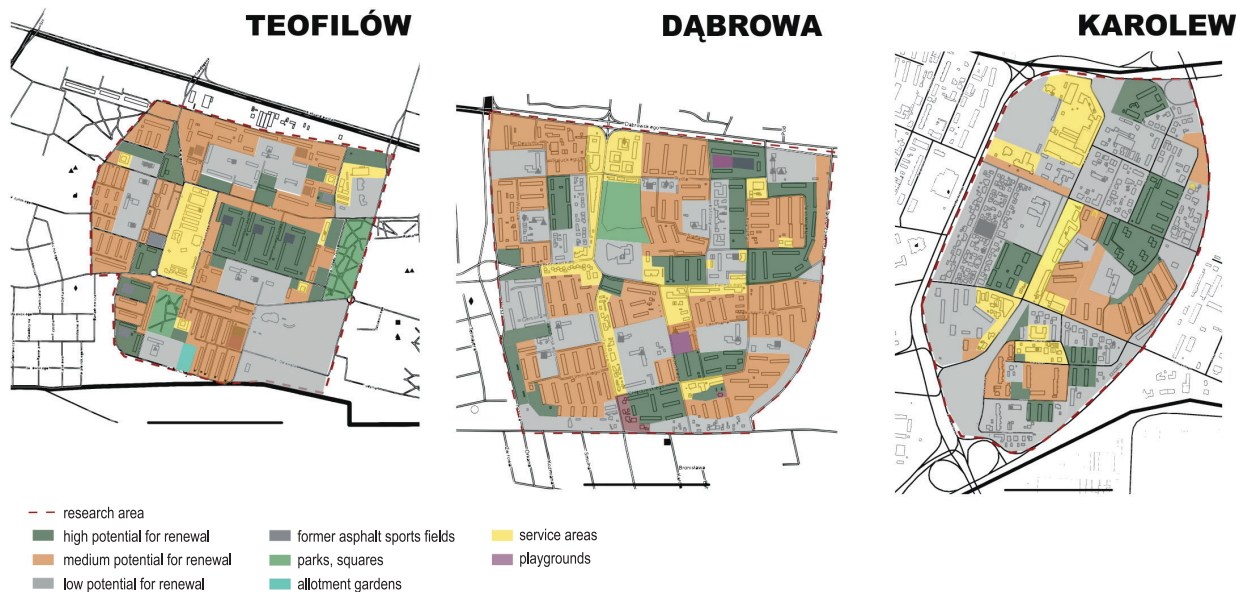 TEOFILÓW
DĄBROWA
KAROLEW
research area
high potential for renewal
medium potential for renewal
low potential for renewal
former asphalt sports fields
parks, squares
allotment gardens
service areas
playgrounds